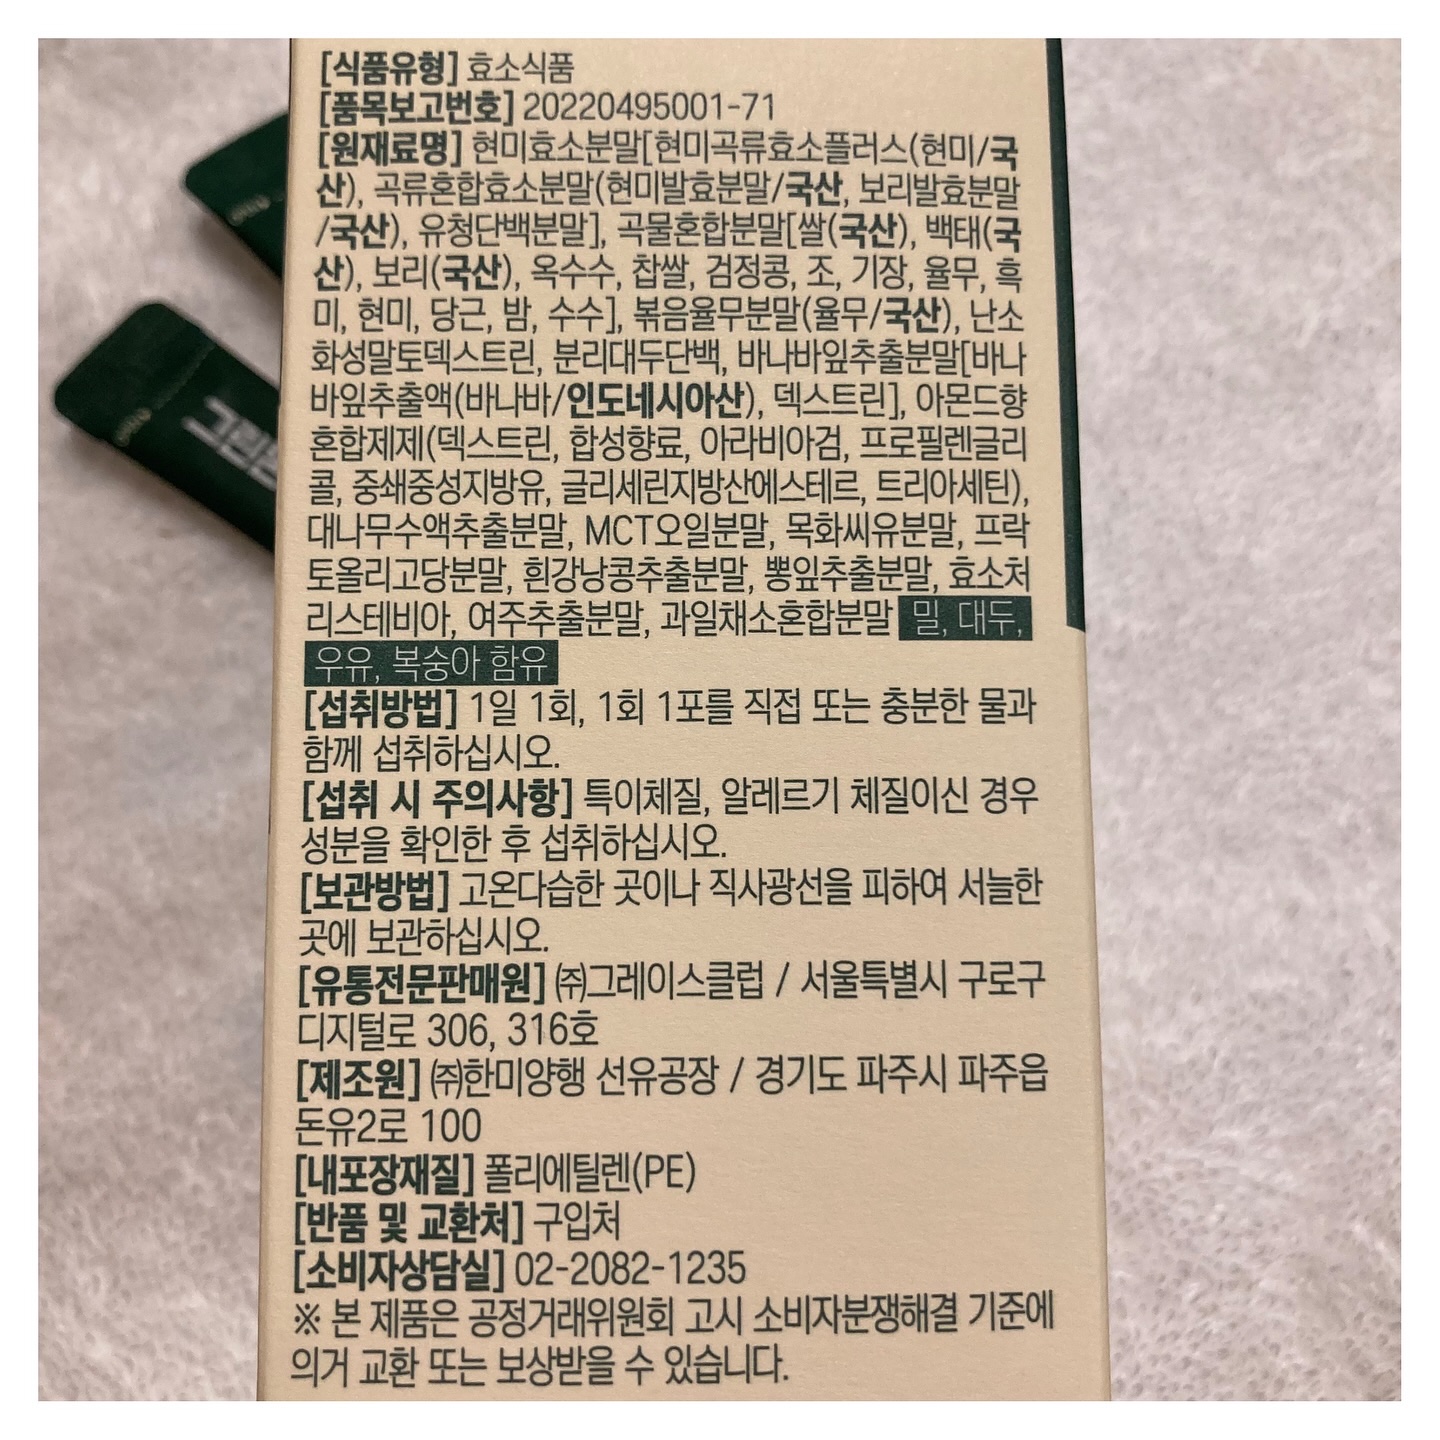 [식품유형] 효소식품
[품목보고번호] 20220495001-71
[원재료명] 현미효소분말[현미곡류효소플러스(현미/국
산), 곡류혼합효소분말(현미발효분말/국산, 보리발효분말
/국산), 유청단백분말], 곡물혼합분말[쌀(국산), 백태(국
산), 보리(국산), 옥수수, 찹쌀, 검정콩, 조, 기장, 율무, 흑
미, 현미, 당근, 밤, 수수], 볶음율무분말(율무/국산), 난소
화성말토덱스트린, 분리대두단백, 바나바잎추출분말[바나
바잎추출액(바나바/인도네시아산), 덱스트린], 아몬드향
혼합제제(덱스트린, 합성향료, 아라비아검, 프로필렌글리
콜, 중쇄중성지방유, 글리세린지방산에스테르, 트리아세틴),
대나무수액추출분말, MCT오일분말, 목화씨유분말, 프락
토올리고당분말, 흰강낭콩추출분말, 뽕잎추출분말, 효소처
리스테비아, 여주추출분말, 과일채소혼합분말 밀, 대두,
우유, 복숭아 함유
[섭취방법] 1일 1회, 1회 1포를 직접 또는 충분한 물과
함께 섭취하십시오.
[섭취 시 주의사항] 특이체질, 알레르기 체질이신 경우
성분을 확인한 후 섭취하십시오.
[보관방법] 고온다습한 곳이나 직사광선을 피하여 서늘한
곳에 보관하십시오.
[유통전문판매원] ㈜그레이스클럽 / 서울특별시 구로구
디지털로 306, 316호
[제조원] ㈜한미양행 선유공장 / 경기도 파주시 파주읍
돈유2로 100
[내포장재질] 폴리에틸렌(PE)
[반품 및 교환처] 구입처
[소비자상담실] 02-2082-1235
※ 본 제품은 공정거래위원회 고시 소비자분쟁해결 기준에
의거 교환 또는 보상받을 수 있습니다.